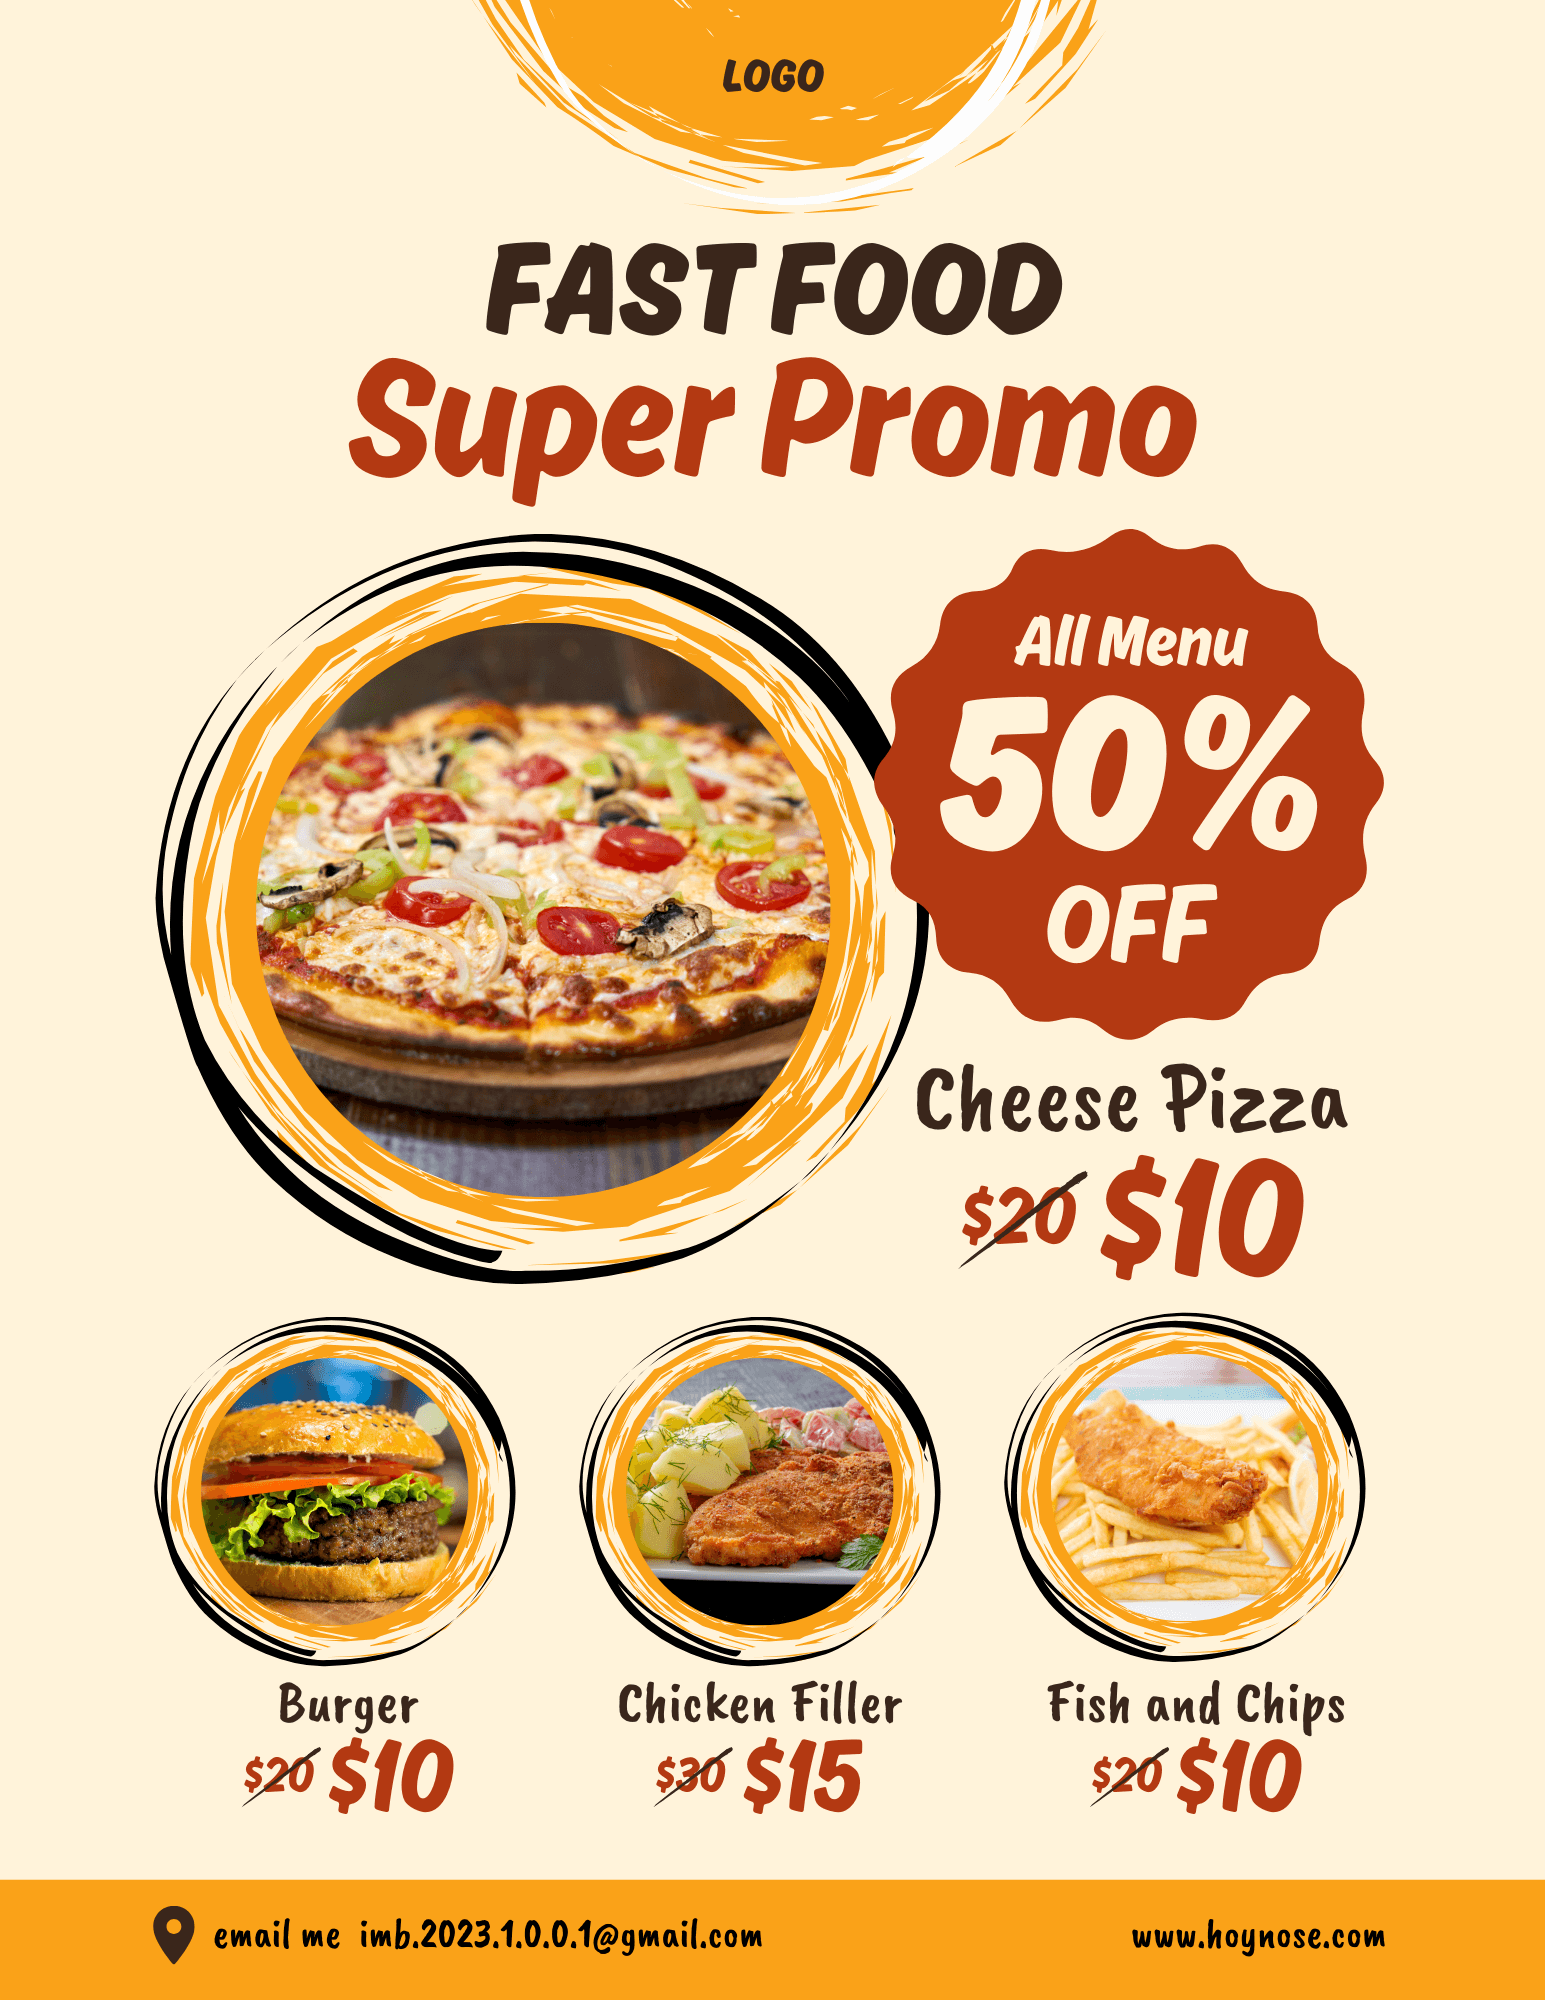 LOGO
FAST FOOD
Super Promo
All Menu
50%
OFF
Cheese Pizza
$20 $10
Burger
$20 $10
Chicken Filler
$30 $15
Fish and Chips
$20 $10
email me imb.2023.1.0.0.1@gmail.com
www.hoynose.com